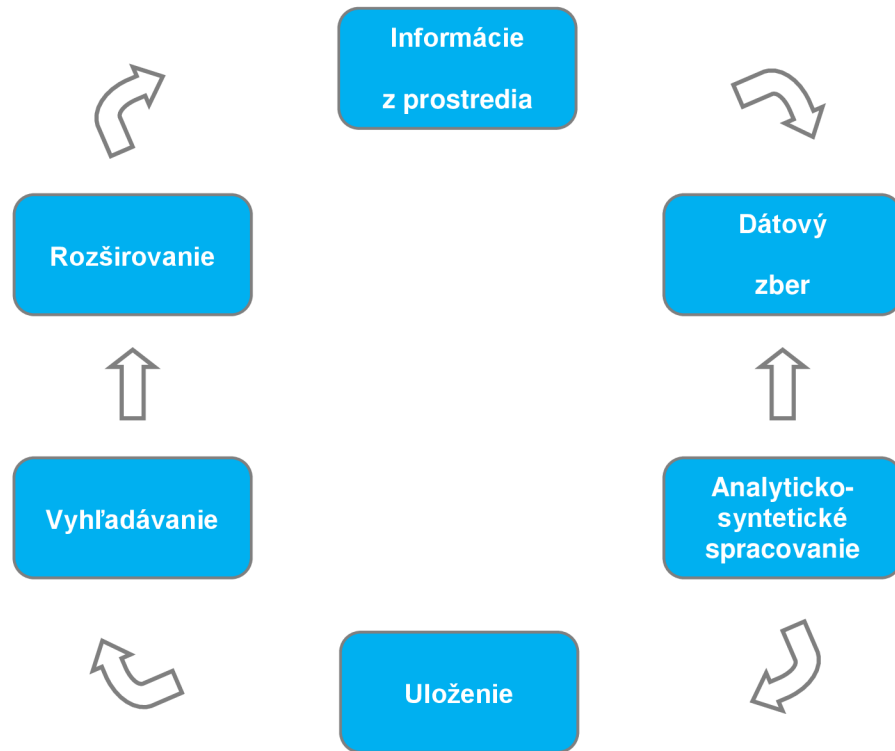 Informácie
z prostredia
Rozširovanie
Dátový
zber
Vyhľadávanie
Analyticko-
syntetické
spracovanie
Uloženie